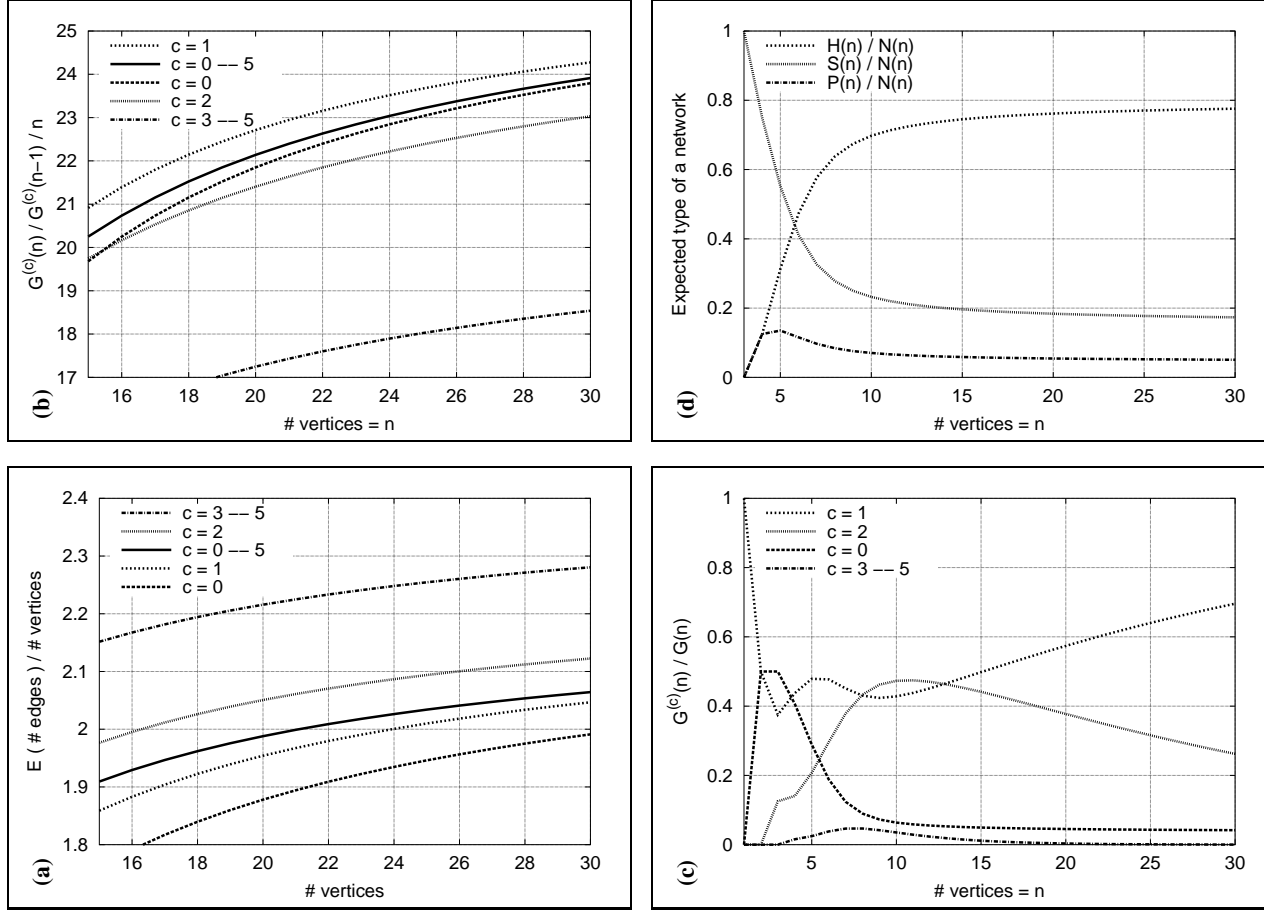 25
24
23
22
21
20
19
18
17
16 18 20 22 24 26 28 30
G(c)(n) / G(c)(n−1) / n
# vertices = n
(b)
c = 1
c = 0 −− 5
c = 0
c = 2
c = 3 −− 5
1
0.8
0.6
0.4
0.2
0
5 10 15 20 25 30
Expected type of a network
# vertices = n
(d)
H(n) / N(n)
S(n) / N(n)
P(n) / N(n)
2.4
2.3
2.2
2.1
2
1.9
1.8
16 18 20 22 24 26 28 30
E ( # edges ) / # vertices
# vertices
(a)
c = 3 −− 5
c = 2
c = 0 −− 5
c = 1
c = 0
1
0.8
0.6
0.4
0.2
0
5 10 15 20 25 30
G(c)(n) / G(n)
# vertices = n
(c)
c = 1
c = 2
c = 0
c = 3 −− 5